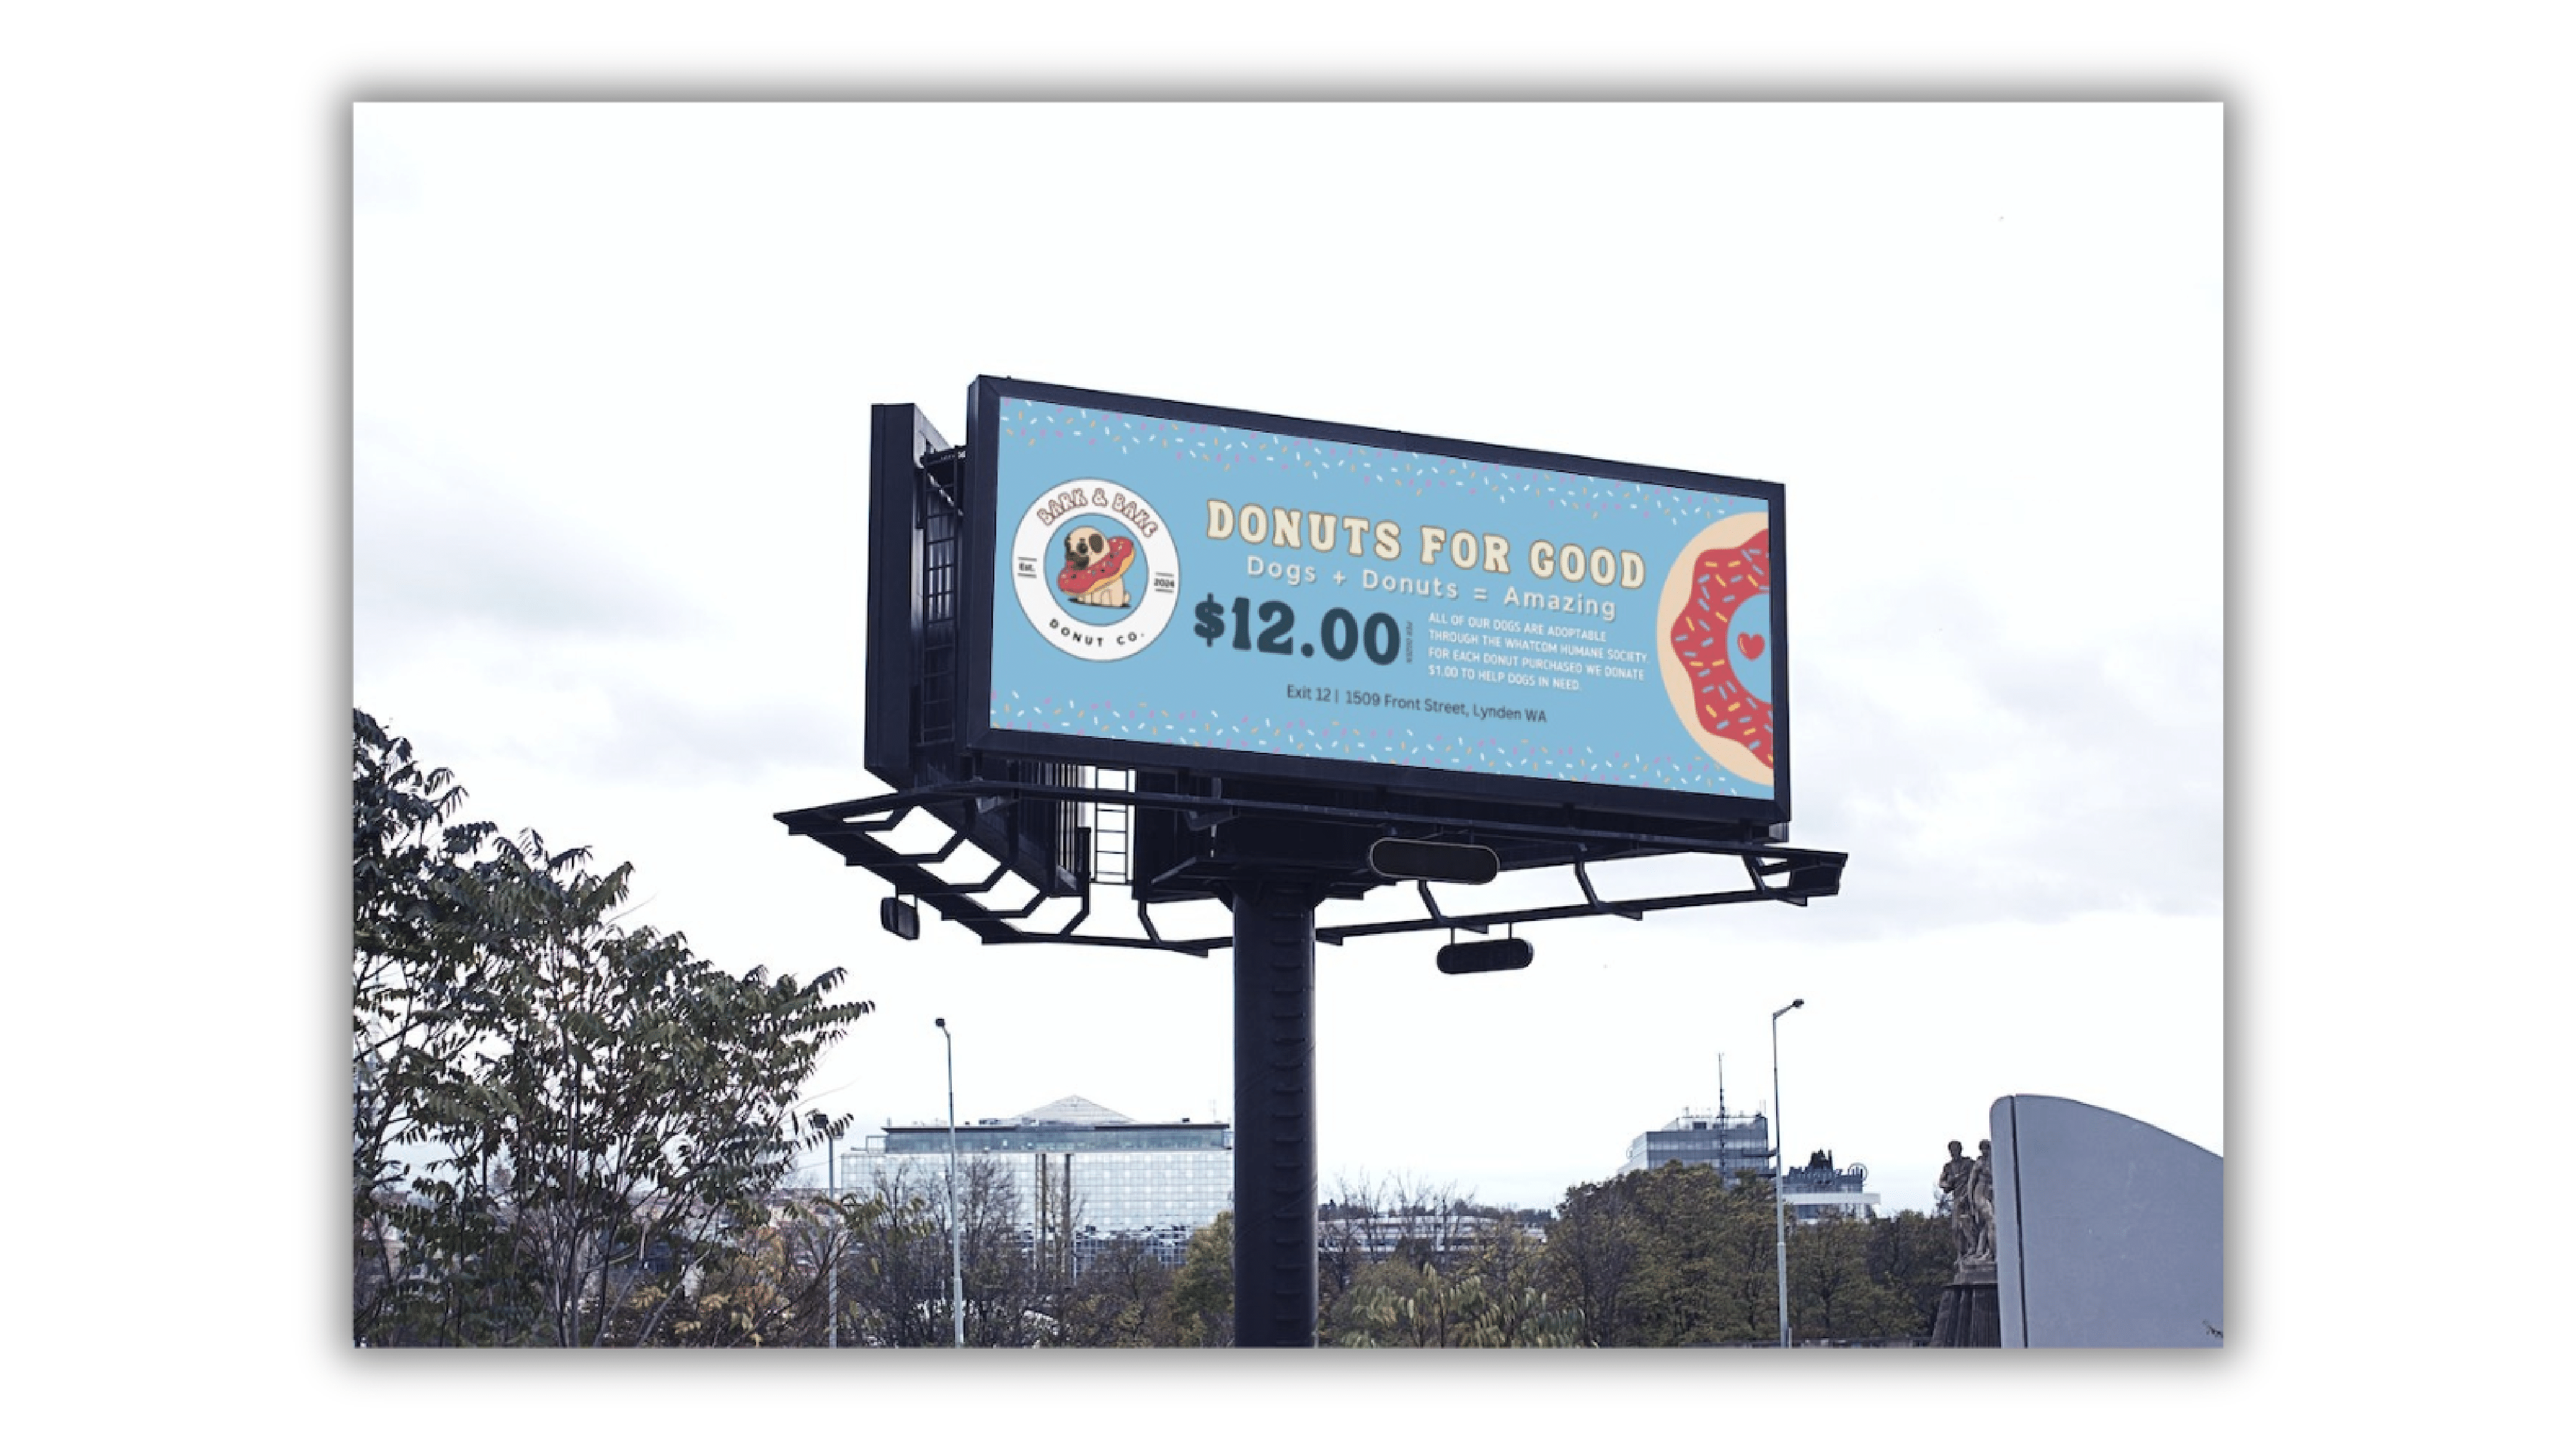 BARK & BAKE
Est.
2024
DONUT CO.
DONUTS FOR GOOD
Dogs + Donuts = Amazing
$12.00
PER DOZEN
ALL OF OUR DOGS ARE ADOPTABLE
THROUGH THE WHATCOM HUMANE SOCIETY.
FOR EACH DONUT PURCHASED WE DONATE
$1.00 TO HELP DOGS IN NEED.
Exit 12 | 1509 Front Street, Lynden WA